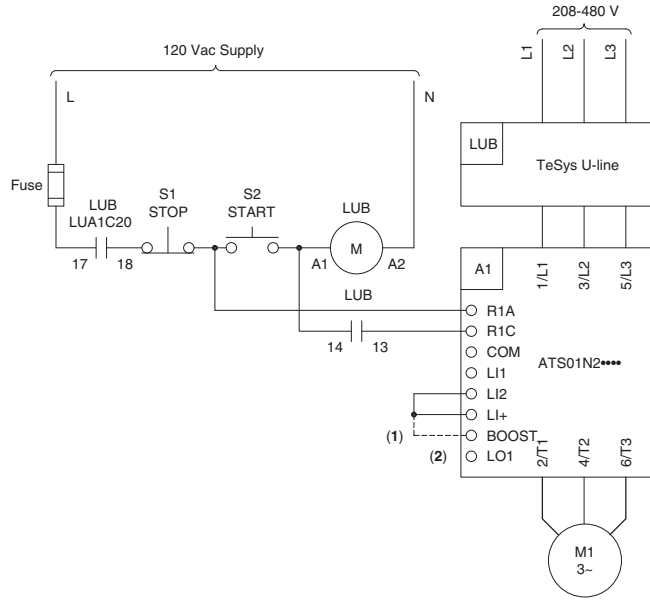 208-480 V
120 Vac Supply
L1
L2
L3
L
N
LUB
TeSys U-line
Fuse
LUB
LUA1C20
S1
STOP
S2
START
LUB
M
17
18
A1
A2
A1
1/L1
3/L2
5/L3
LUB
14
13
R1A
R1C
COM
LI1
LI2
LI+
BOOST
LO1
ATS01N2••••
(1)
(2)
2/T1
4/T2
6/T3
M1
3~